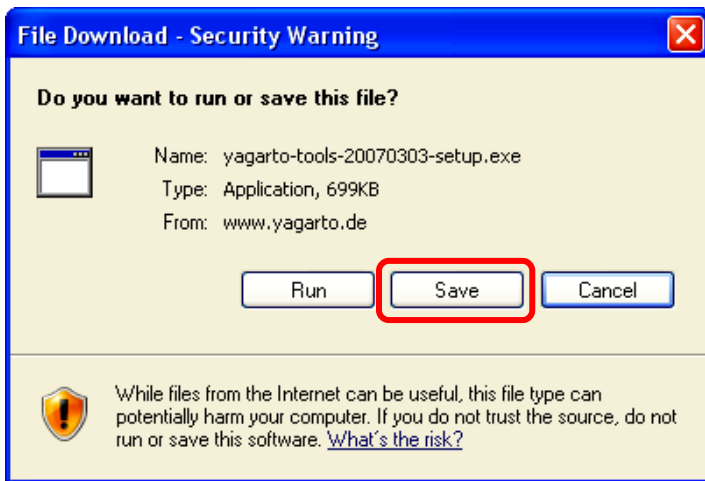 File Download - Security Warning
Do you want to run or save this file?
Name: yagarto-tools-20070303-setup.exe
Type: Application, 699KB
From: www.yagarto.de
Run Save Cancel
While files from the Internet can be useful, this file type can
potentially harm your computer. If you do not trust the source, do not
run or save this software. What's the risk?